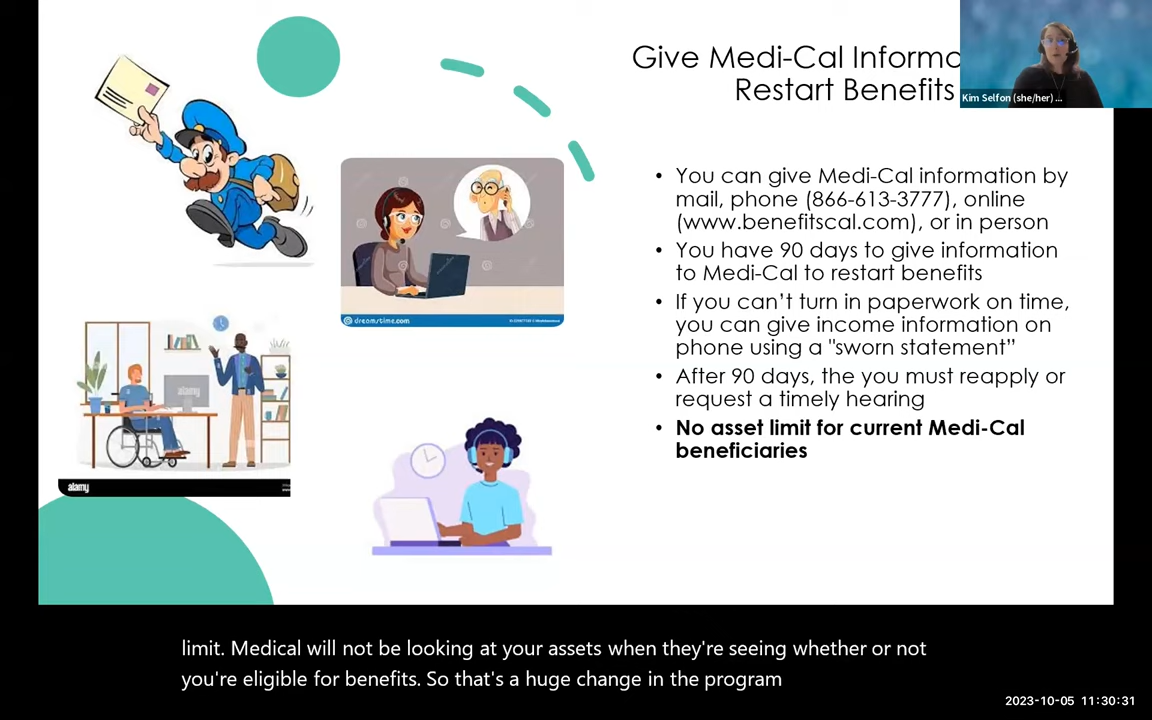 Give Medi-Cal Informa
Restart Benefits
Kim Selfon (she/her) ...
• You can give Medi-Cal information by
mail, phone (866-613-3777), online
(www.benefitscal.com), or in person
• You have 90 days to give information
to Medi-Cal to restart benefits
• If you can’t turn in paperwork on time,
you can give income information on
phone using a "sworn statement”
• After 90 days, the you must reapply or
request a timely hearing
• No asset limit for current Medi-Cal
beneficiaries
dreamstime.com
alamy
alamy
limit. Medical will not be looking at your assets when they're seeing whether or not
you're eligible for benefits. So that's a huge change in the program
2023-10-05 11:30:31